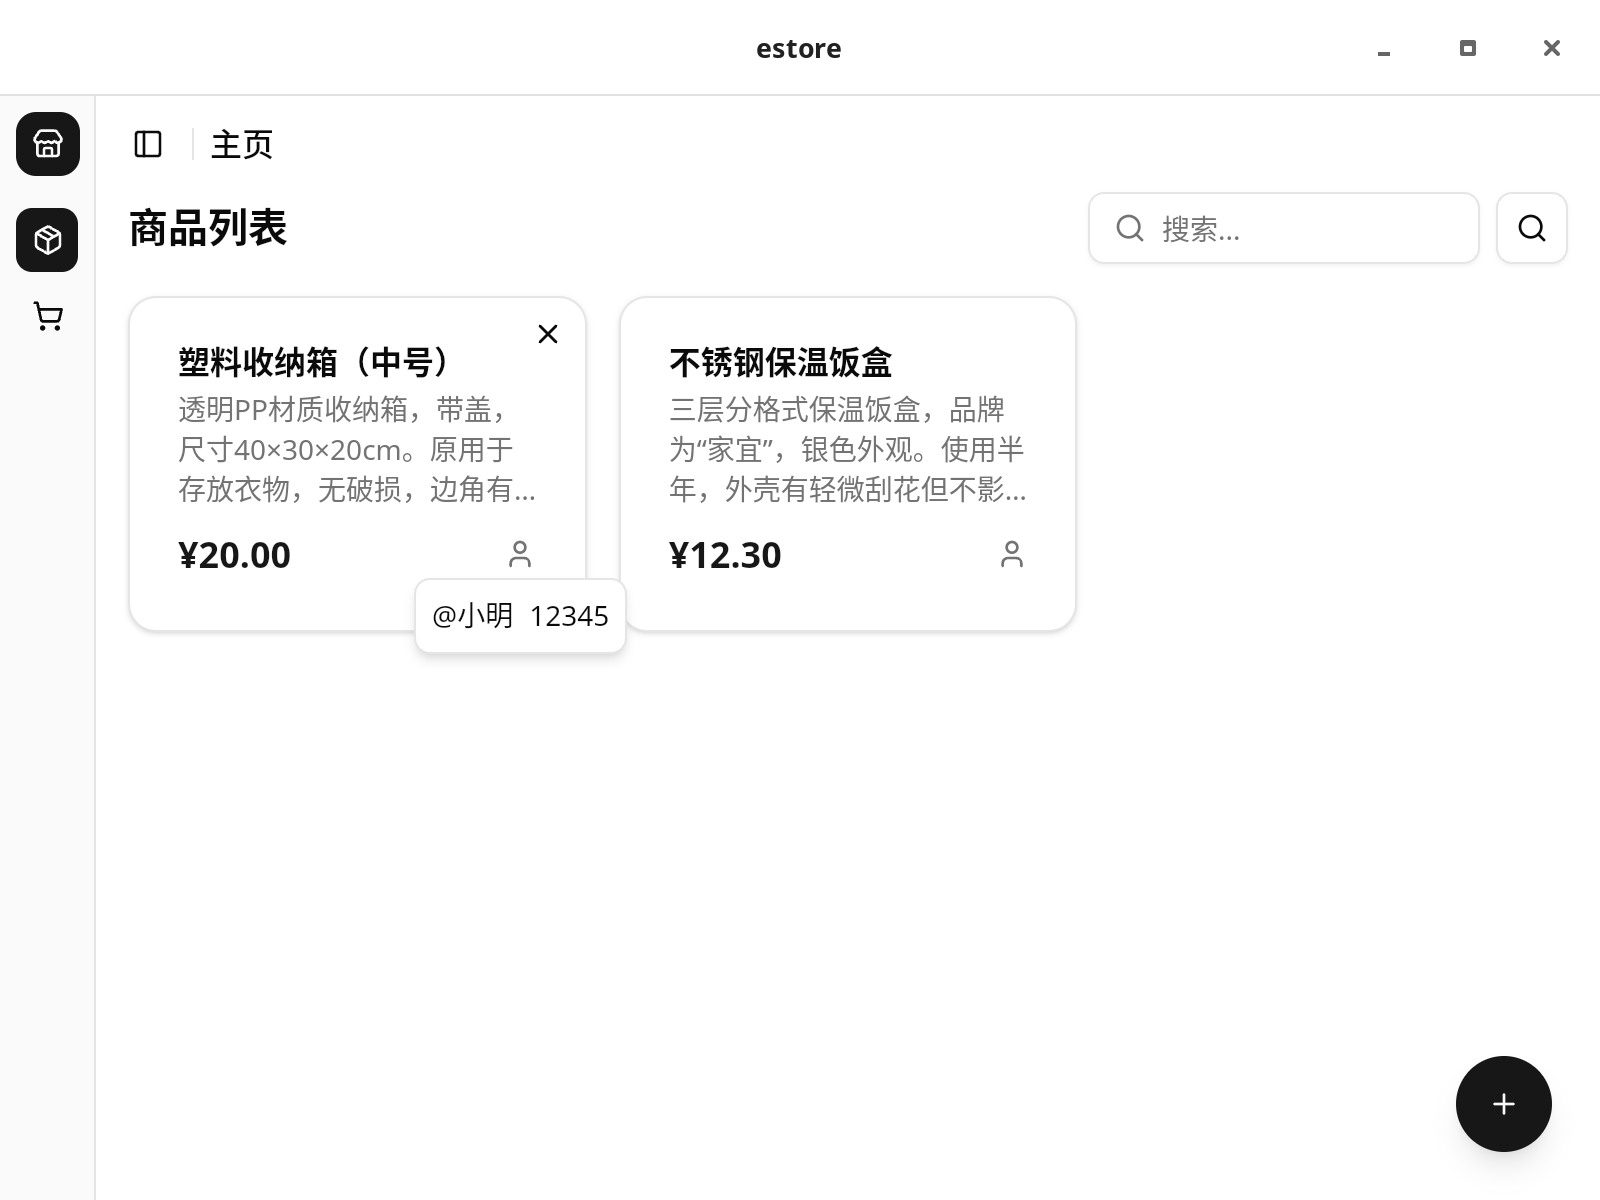 estore
主页
商品列表
搜索...
塑料收纳箱（中号）
透明PP材质收纳箱，带盖，
尺寸40×30×20cm。原用于
存放衣物，无破损，边角有...
¥20.00
@小明 12345
不锈钢保温饭盒
三层分格式保温饭盒，品牌
为“家宜”，银色外观。使用半
年，外壳有轻微刮花但不影...
¥12.30